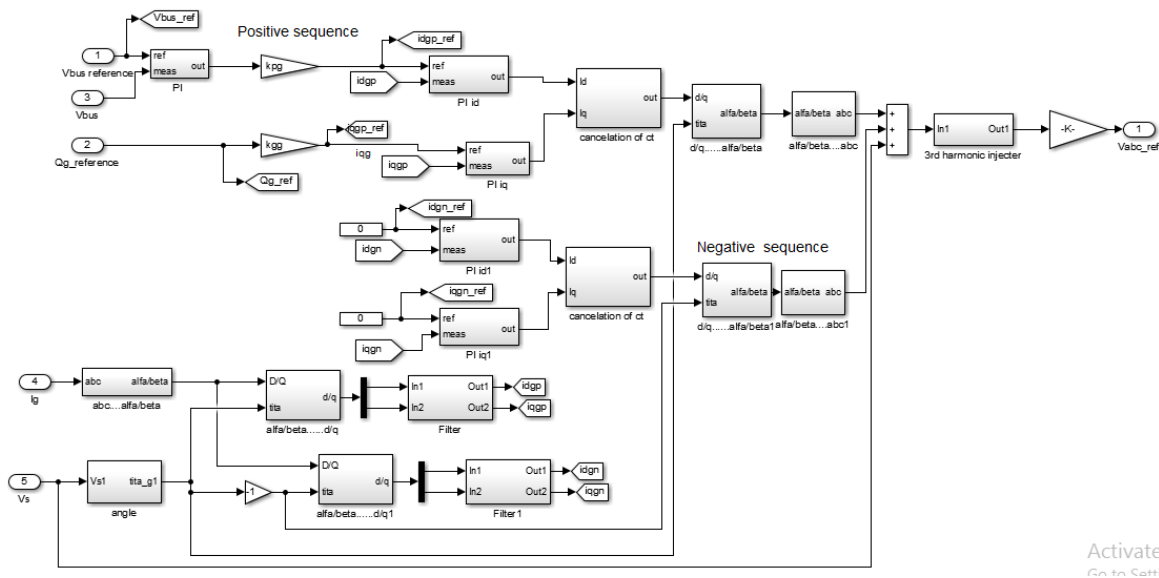 Vbus_ref
Positive sequence
idgp_ref
1
Vbus reference
ref
meas
out
PI
kpg
idgp
ref
meas
out
PI id
Id
Iq
out
cancelation of ct
3
Vbus
d/q
tita
alfa/beta
d/q......alfa/beta
alfa/beta abc
alfa/beta....abc
+
+
+
In1 Out1
3rd harmonic injecter
-K-
1
Vabc_ref
2
Qg_reference
kgg
iqgp_ref
iqg
iqgp
ref
meas
out
PI iq
Qg_ref
idgn_ref
0
idgn
ref
meas
out
PI id1
Id
Iq
out
cancelation of ct
Negative sequence
d/q
tita
alfa/beta
d/q......alfa/beta1
alfa/beta abc
alfa/beta....abc1
iqgn_ref
0
iqgn
ref
meas
out
PI iq1
4
Ig
abc alfa/beta
abc....alfa/beta
D/Q
tita
d/q
alfa/beta......d/q
In1 Out1
In2 Out2
Filter
idgp
iqgp
5
Vs
Vs1 tita_g1
angle
-1
D/Q
tita
d/q
alfa/beta......d/q1
In1 Out1
In2 Out2
Filter1
idgn
iqgn
Activate